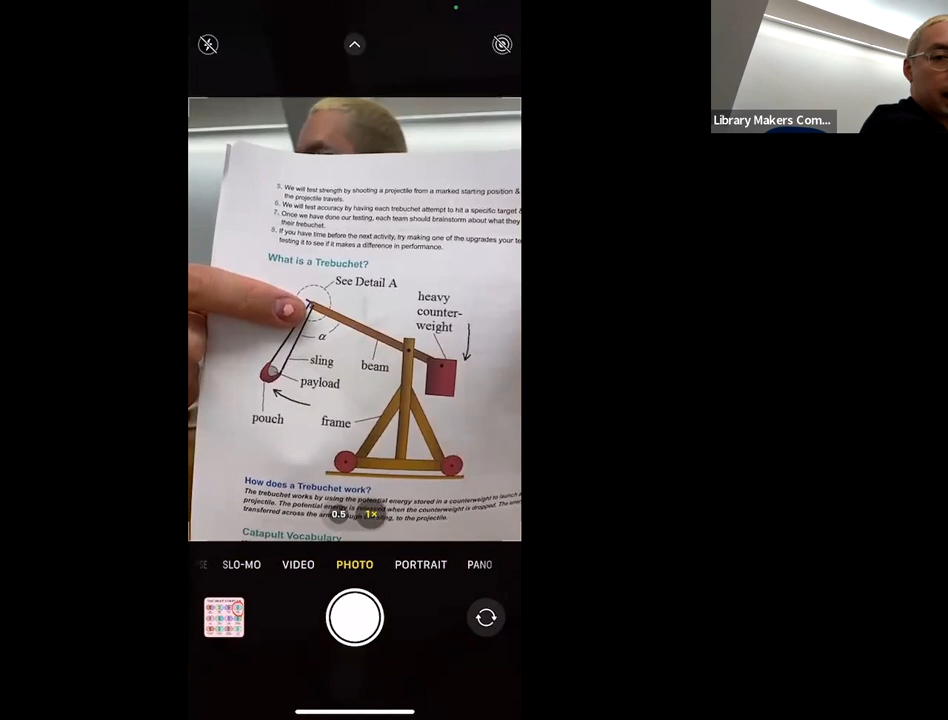 Library Makers Com...
5. We will test strength by shooting a projectile from a marked starting position &
the projectile travels.
6. We will test accuracy by having each trebuchet attempt to hit a specific target &
7. Once we have done our testing, each team should brainstorm about what they
their trebuchet.
8. If you have time before the next activity, try making one of the upgrades your te
testing it to see if it makes a difference in performance.
What is a Trebuchet?
See Detail A
heavy
counter-
weight
α
sling
beam
payload
pouch
frame
How does a Trebuchet work?
The trebuchet works by using the potential energy stored in a counterweight to launch a
projectile. The potential energy is released when the counterweight is dropped. The
transferred across the to the projectile.
Catapult Vocabulary
0.5 1×
SLO-MO VIDEO PHOTO PORTRAIT PANO